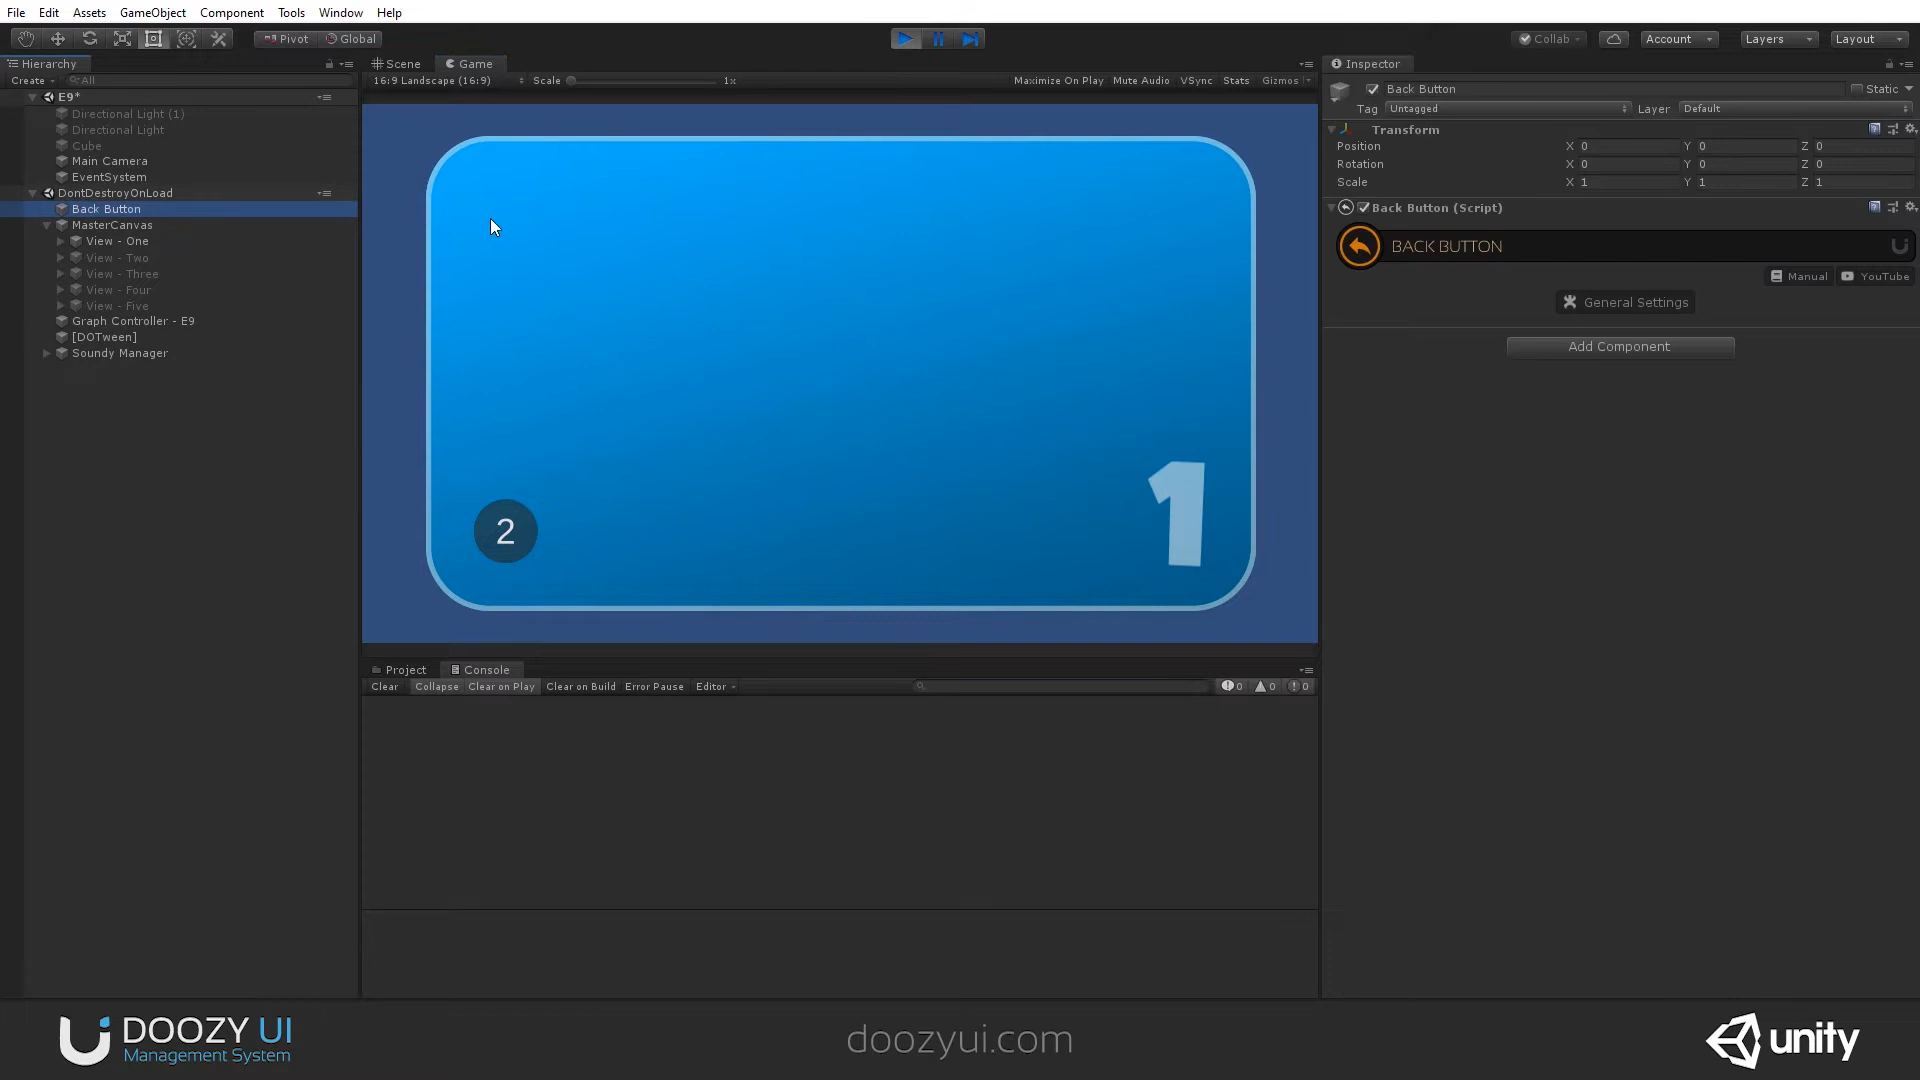 File Edit Assets GameObject Component Tools Window Help
Pivot Global Collab Account Layers Layout
Hierarchy
Create All
E9*
Directional Light (1)
Directional Light
Cube
Main Camera
EventSystem
DontDestroyOnLoad
Back Button
MasterCanvas
View - One
View - Two
View - Three
View - Four
View - Five
Graph Controller - E9
[DOTween]
Soundy Manager
Scene Game
16:9 Landscape (16:9) Scale 1x Maximize On Play Mute Audio VSync Stats Gizmos
1
2
Project Console
Clear Collapse Clear on Play Clear on Build Error Pause Editor 0 0 0
Inspector
Back Button Static
Tag Untagged Layer Default
Transform
Position X 0 Y 0 Z 0
Rotation X 0 Y 0 Z 0
Scale X 1 Y 1 Z 1
Back Button (Script)
BACK BUTTON
Manual YouTube
General Settings
Add Component
DOOZY UI
Management System
doozyui.com
unity